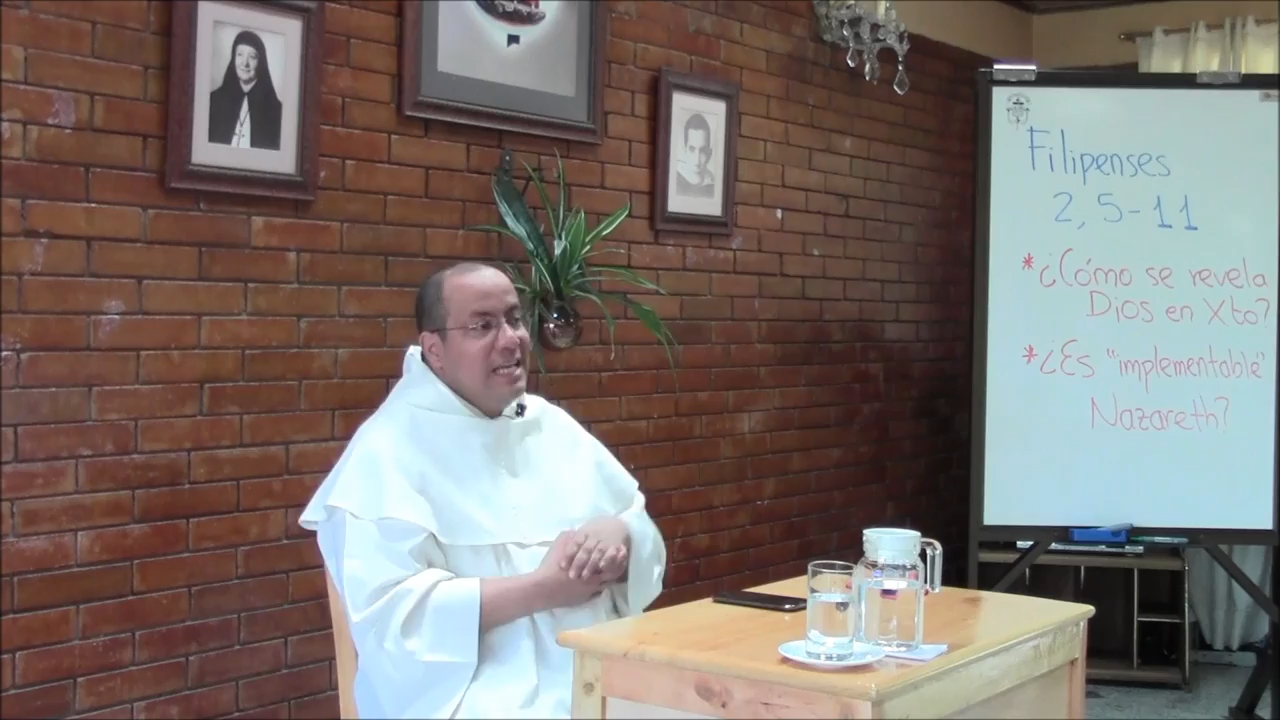 Filipenses
2, 5-11
* ¿Cómo se revela
Dios en Xto?
* ¿Es "implementable"
Nazareth?